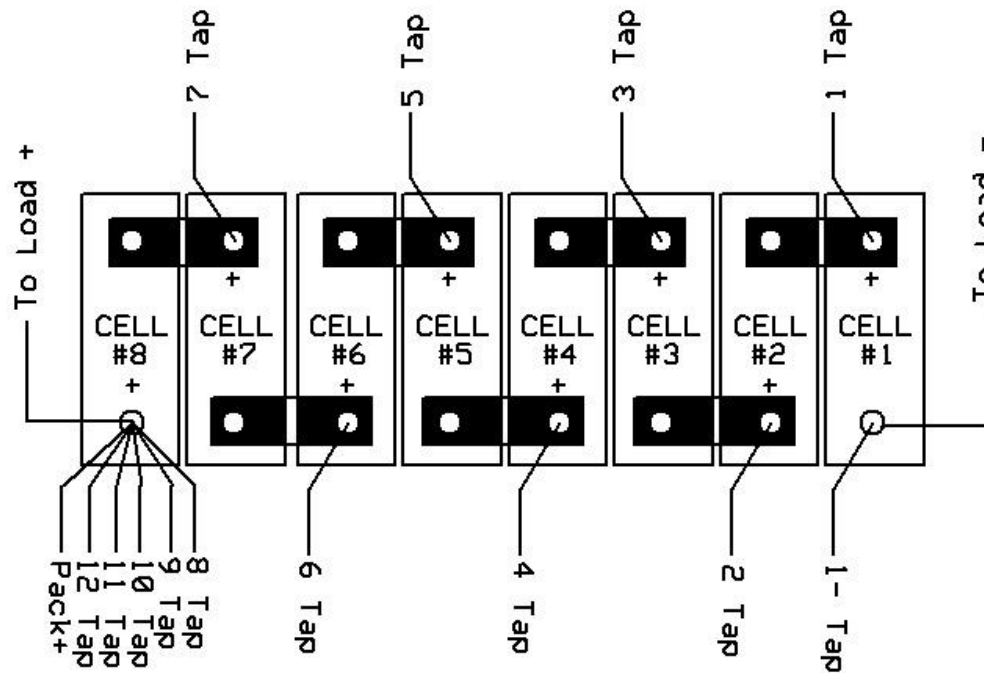 7 Tap
5 Tap
3 Tap
1 Tap
To Load +
To Load -
+
+
+
+
CELL
#8
CELL
#7
CELL
#6
CELL
#5
CELL
#4
CELL
#3
CELL
#2
CELL
#1
+
+
+
+
Pack+
12 Tap
11 Tap
10 Tap
9 Tap
8 Tap
6 Tap
4 Tap
2 Tap
1- Tap